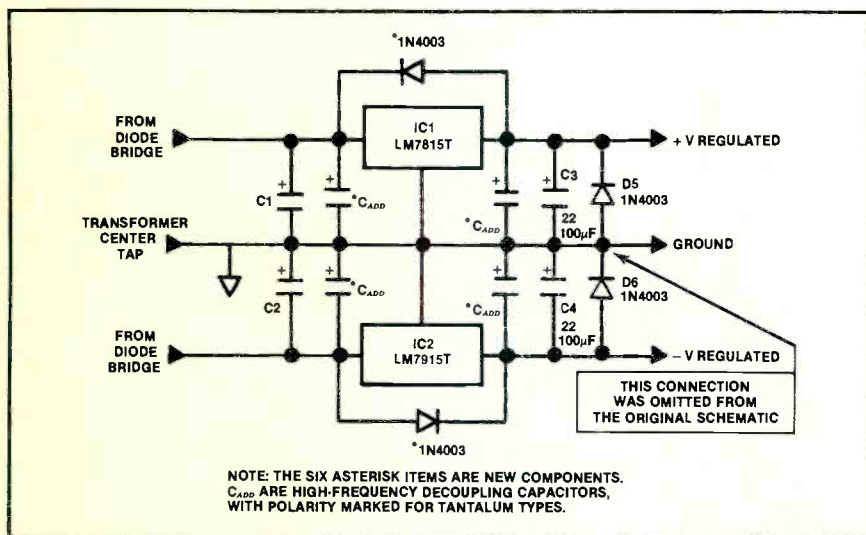 *1N4003
FROM
DIODE
BRIDGE
IC1
LM7815T
+ V REGULATED
+
C1
+
*CADD
+
*CADD
+
C3
22
100µF
D5
1N4003
TRANSFORMER
CENTER
TAP
GROUND
+
C2
+
*CADD
+
*CADD
+
C4
22
100µF
D6
1N4003
FROM
DIODE
BRIDGE
IC2
LM7915T
– V REGULATED
*1N4003
THIS CONNECTION
WAS OMITTED FROM
THE ORIGINAL SCHEMATIC
NOTE: THE SIX ASTERISK ITEMS ARE NEW COMPONENTS.
CADD ARE HIGH-FREQUENCY DECOUPLING CAPACITORS,
WITH POLARITY MARKED FOR TANTALUM TYPES.